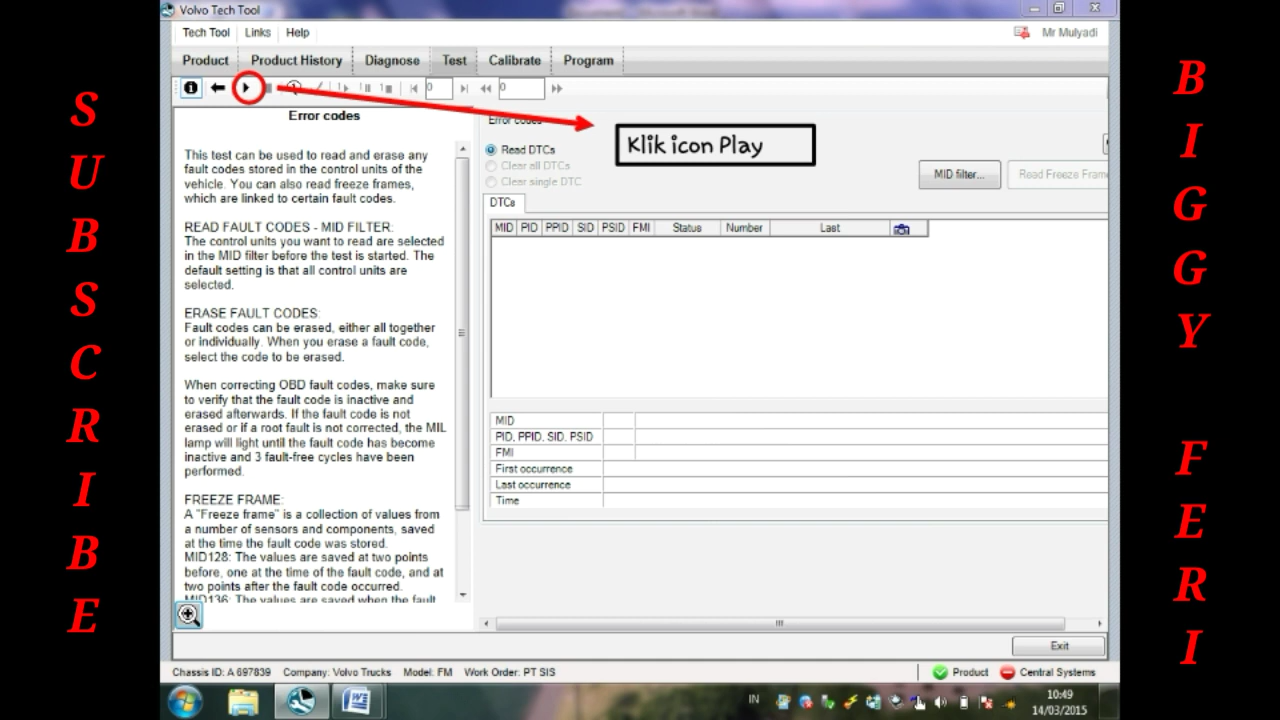 Volvo Tech Tool
Tech Tool Links Help
Mr Mulyadi
Product Product History Diagnose Test Calibrate Program
0 0
Error codes
This test can be used to read and erase any
fault codes stored in the control units of the
vehicle. You can also read freeze frames,
which are linked to certain fault codes.
READ FAULT CODES - MID FILTER:
The control units you want to read are selected
in the MID filter before the test is started. The
default setting is that all control units are
selected.
ERASE FAULT CODES:
Fault codes can be erased, either all together
or individually. When you erase a fault code,
select the code to be erased.
When correcting OBD fault codes, make sure
to verify that the fault code is inactive and
erased afterwards. If the fault code is not
erased or if a root fault is not corrected, the MIL
lamp will light until the fault code has become
inactive and 3 fault-free cycles have been
performed.
FREEZE FRAME:
A "Freeze frame" is a collection of values from
a number of sensors and components, saved
at the time the fault code was stored.
MID128: The values are saved at two points
before, one at the time of the fault code, and at
two points after the fault code occurred.
MID136: The values are saved when the fault
Error codes
Klik icon Play
Read DTCs
Clear all DTCs
Clear single DTC
MID filter... Read Freeze Frame
DTCs
MID PID PPID SID PSID FMI Status Number Last
MID
PID, PPID, SID, PSID
FMI
First occurrence
Last occurrence
Time
Exit
Chassis ID: A 697839 Company: Volvo Trucks Model: FM Work Order: PT SIS
Product Central Systems
IN
10:49
14/03/2015
SUBSCRIBE
BIGGY FERI